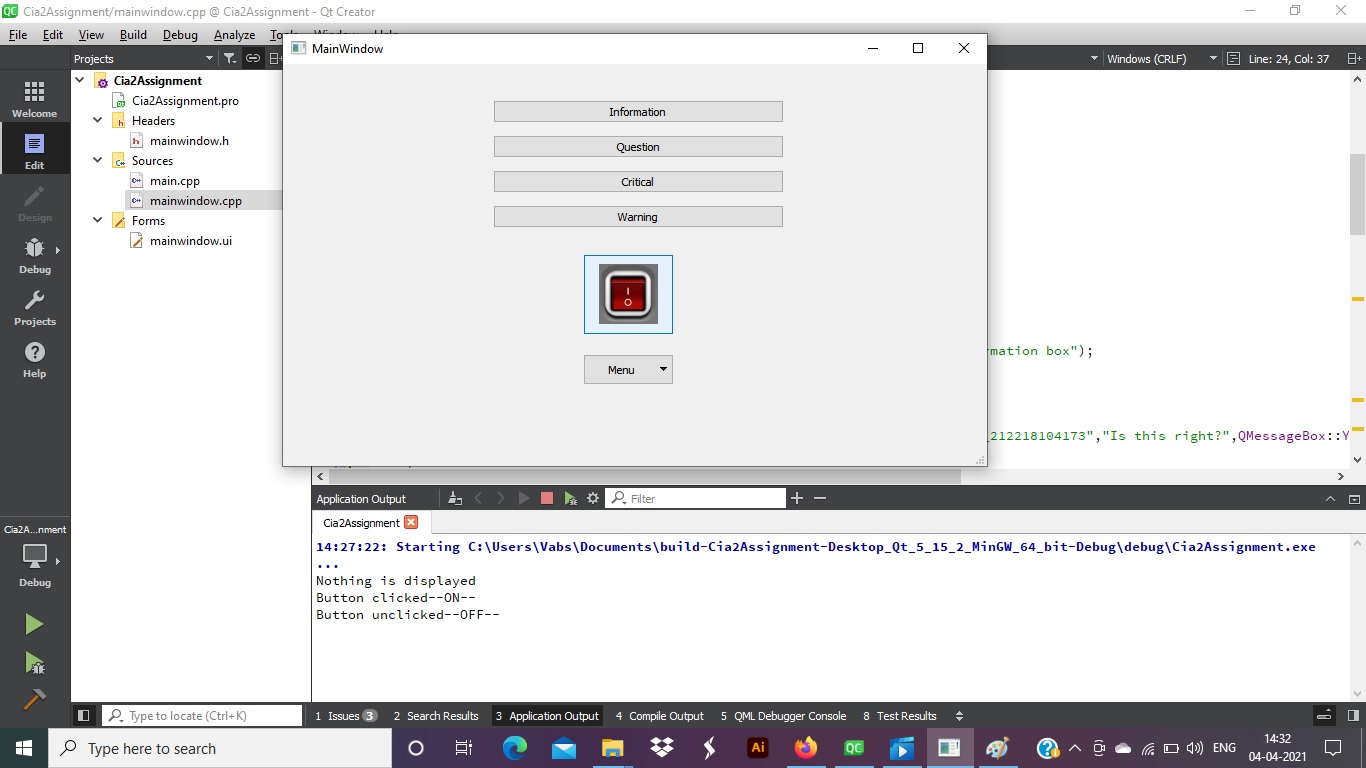 QC Cia2Assignment/mainwindow.cpp @ Cia2Assignment - Qt Creator
File Edit View Build Debug Analyze
MainWindow
Projects
Windows (CRLF)
Line: 24, Col: 37
Welcome
Edit
Design
Debug
Projects
Help
Cia2Assignment
Cia2Assignment.pro
Headers
mainwindow.h
Sources
main.cpp
mainwindow.cpp
Forms
mainwindow.ui
Information
Question
Critical
Warning
I
O
Menu
rmation box");
_212218104173","Is this right?",QMessageBox::Y
Application Output
Filter
Cia2Assignment
14:27:22: Starting C:\Users\Vabs\Documents\build-Cia2Assignment-Desktop_Qt_5_15_2_MinGW_64_bit-Debug\debug\Cia2Assignment.exe
...
Nothing is displayed
Button clicked--ON--
Button unclicked--OFF--
Cia2A...nment
Debug
Type to locate (Ctrl+K)
1 Issues 3 2 Search Results 3 Application Output 4 Compile Output 5 QML Debugger Console 8 Test Results
Type here to search
Ai
QC
ENG
14:32
04-04-2021